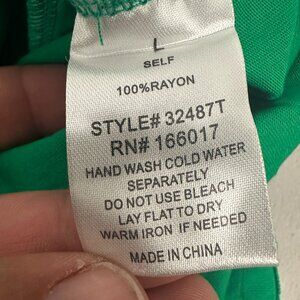 L
SELF
100%RAYON
STYLE# 32487T
RN# 166017
HAND WASH COLD WATER
SEPARATELY
DO NOT USE BLEACH
LAY FLAT TO DRY
WARM IRON IF NEEDED
MADE IN CHINA